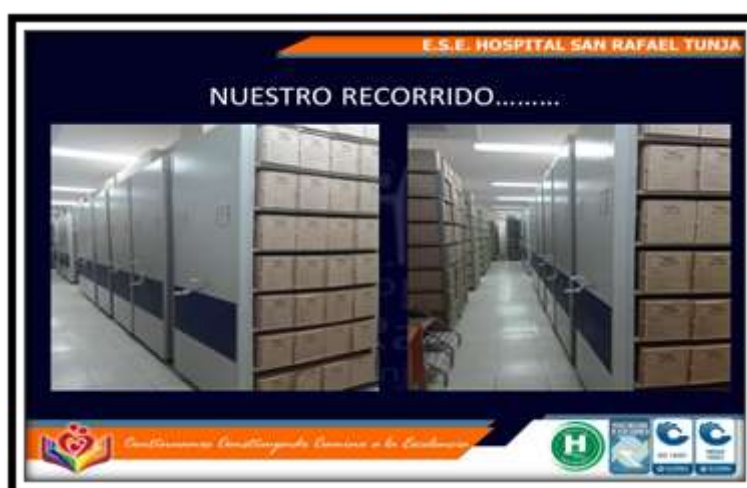 E.S.E. HOSPITAL SAN RAFAEL TUNJA
NUESTRO RECORRIDO.........
Continuamos Construyendo Camino a la Excelencia
H